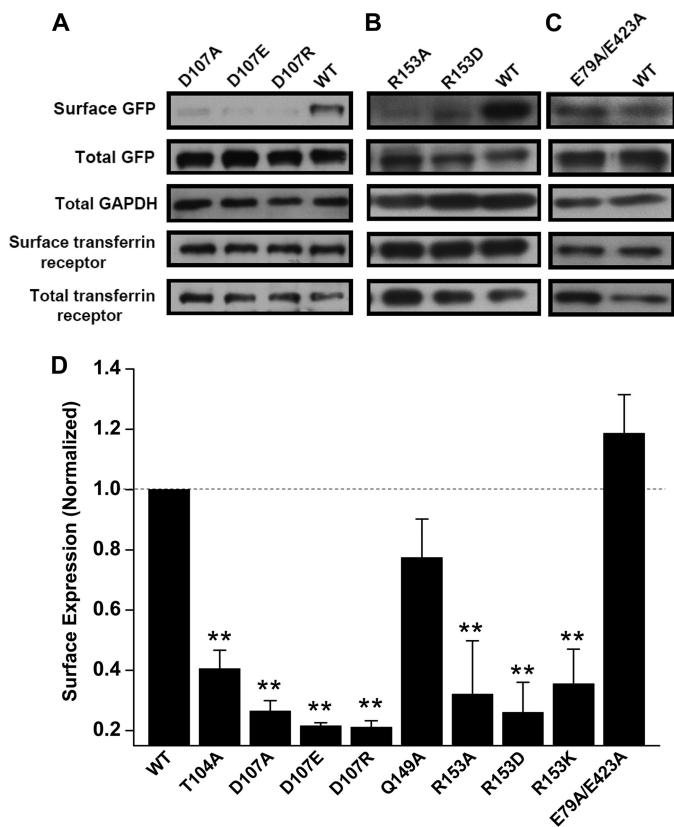 A
B
C
D107A
D107E
D107R
WT
R153A
R153D
WT
E79A/E423A
WT
Surface GFP
Total GFP
Total GAPDH
Surface transferrin
receptor
Total transferrin
receptor
D
Surface Expression (Normalized)
1.4
1.2
1.0
0.8
0.6
0.4
0.2
**
**
**
**
**
**
**
WT
T104A
D107A
D107E
D107R
Q149A
R153A
R153D
R153K
E79A/E423A